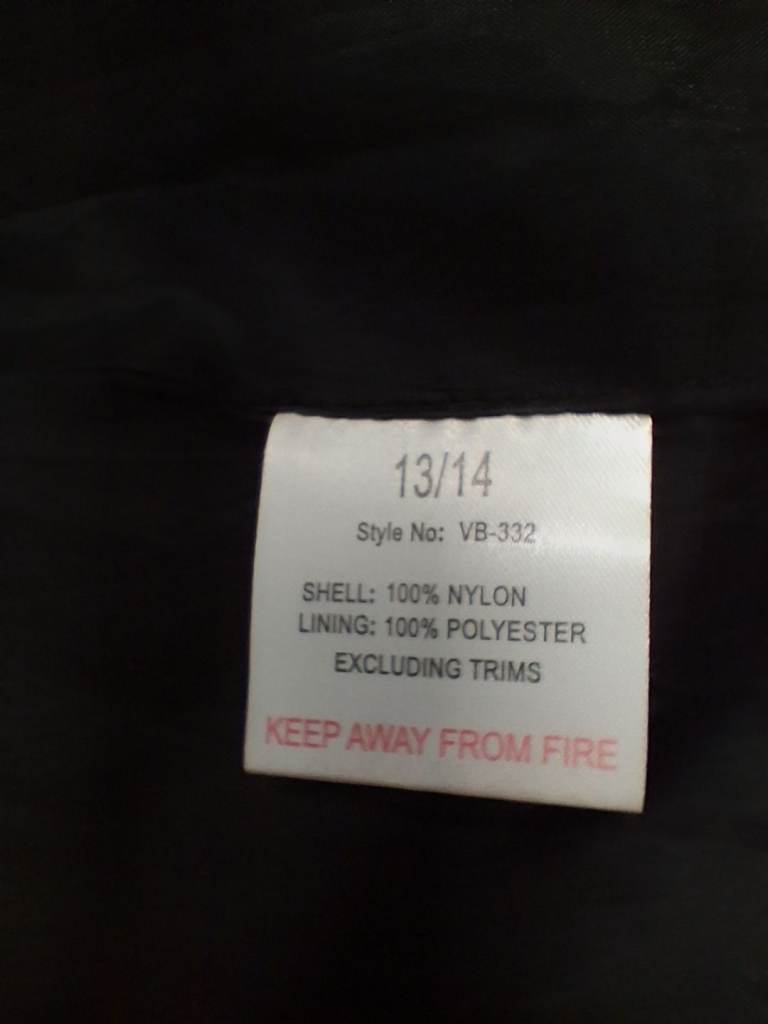 13/14
Style No: VB-332
SHELL: 100% NYLON
LINING: 100% POLYESTER
EXCLUDING TRIMS
KEEP AWAY FROM FIRE